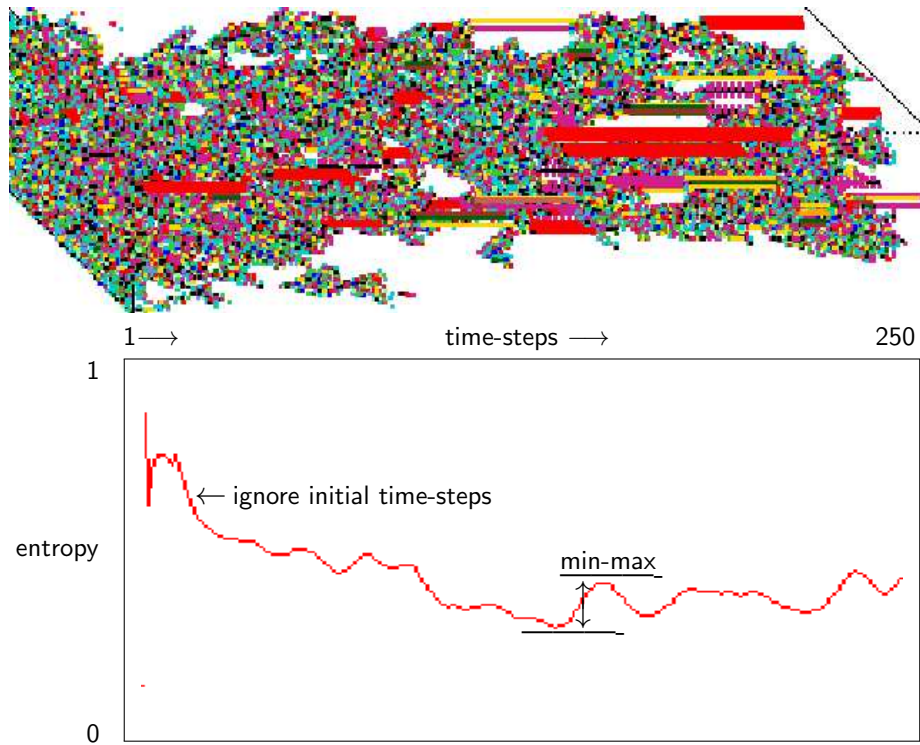 1⟶ time-steps ⟶ 250
1
← ignore initial time-steps
entropy
min-max
0